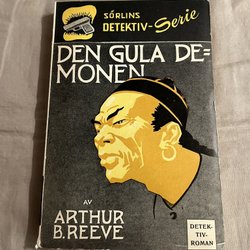 SÖRLINS
DETEKTIV-Serie
DEN GULA DE-
MONEN
AV
ARTHUR
B. REEVE
DETEK-
TIV-
ROMAN